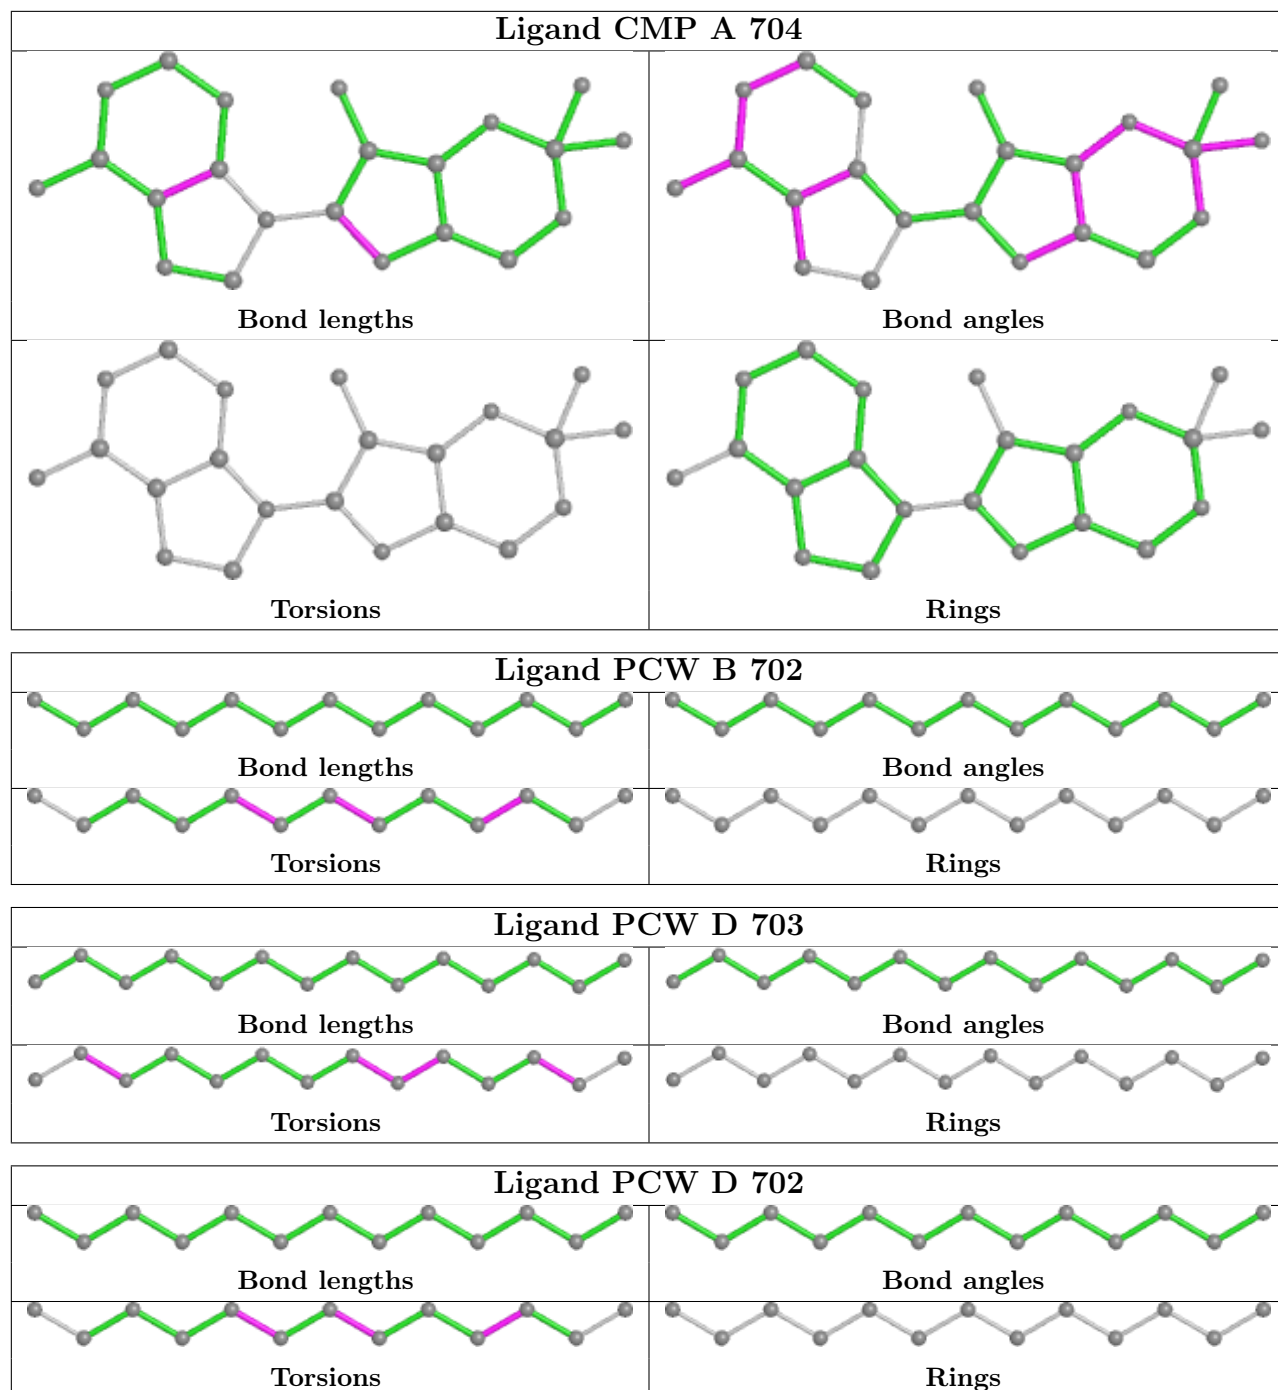 Ligand CMP A 704
Bond lengths
Bond angles
Torsions
Rings
Ligand PCW B 702
Bond lengths
Bond angles
Torsions
Rings
Ligand PCW D 703
Bond lengths
Bond angles
Torsions
Rings
Ligand PCW D 702
Bond lengths
Bond angles
Torsions
Rings